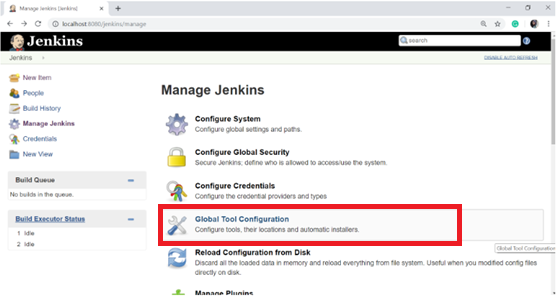 Manage Jenkins [Jenkins]
localhost:8080/jenkins/manage
Jenkins
search
Jenkins
DISABLE AUTO REFRESH
New Item
People
Build History
Manage Jenkins
Credentials
New View
Build Queue
No builds in the queue.
Build Executor Status
1 Idle
2 Idle
Manage Jenkins
Configure System
Configure global settings and paths.
Configure Global Security
Secure Jenkins; define who is allowed to access/use the system.
Configure Credentials
Configure the credential providers and types
Global Tool Configuration
Configure tools, their locations and automatic installers.
Global Tool Configuration
Reload Configuration from Disk
Discard all the loaded data in memory and reload everything from file system. Useful when you modified config files
directly on disk.
Manage Plugins